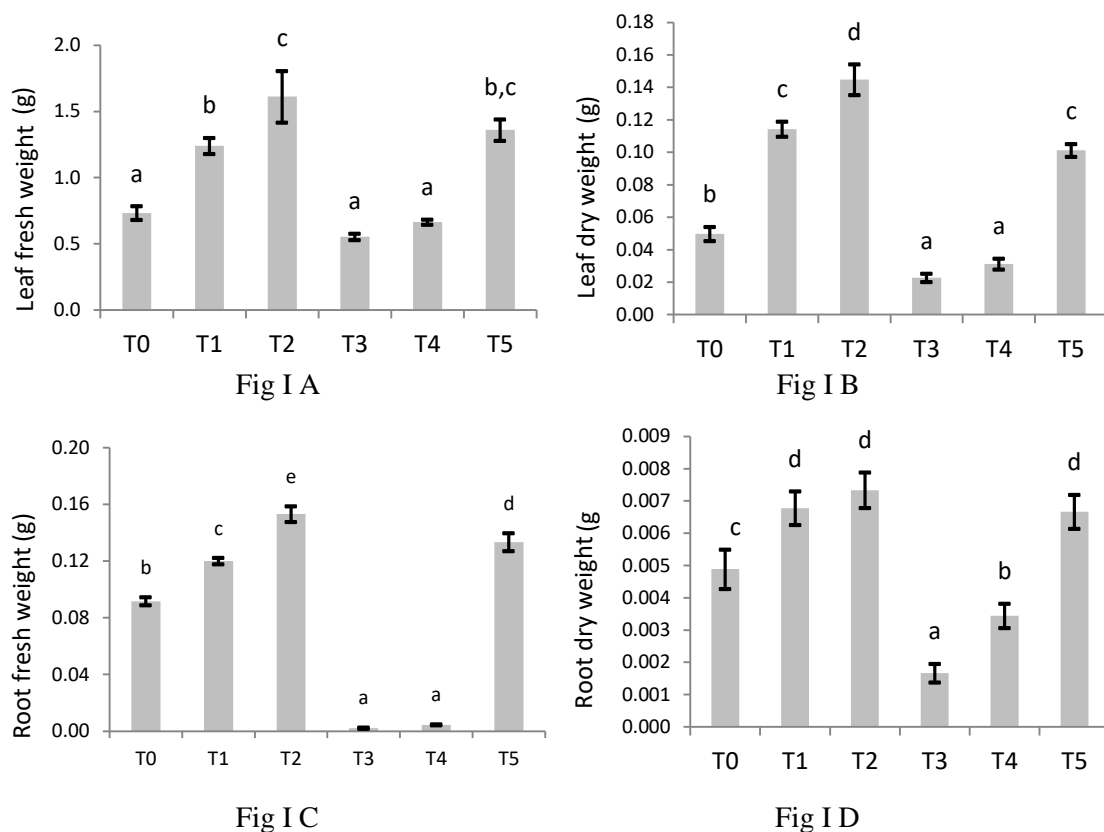 Leaf fresh weight (g)
2.0
1.5
1.0
0.5
0.0
a
b
c
a
a
b,c
T0 T1 T2 T3 T4 T5
Fig I A
Leaf dry weight (g)
0.18
0.16
0.14
0.12
0.10
0.08
0.06
0.04
0.02
0.00
b
c
d
a
a
c
T0 T1 T2 T3 T4 T5
Fig I B
Root fresh weight (g)
0.20
0.16
0.12
0.08
0.04
0.00
b
c
e
a
a
d
T0 T1 T2 T3 T4 T5
Fig I C
Root dry weight (g
0.009
0.008
0.007
0.006
0.005
0.004
0.003
0.002
0.001
0.000
c
d
d
a
b
d
T0 T1 T2 T3 T4 T5
Fig I D